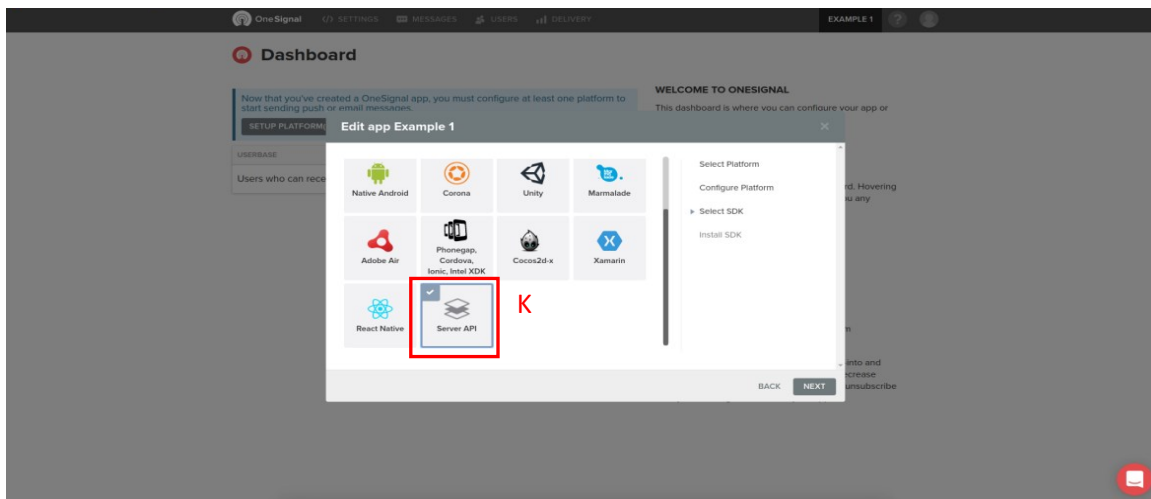 OneSignal </> SETTINGS MESSAGES USERS DELIVERY EXAMPLE 1 ?
Dashboard
Now that you've created a OneSignal app, you must configure at least one platform to
start sending push or email messages.
SETUP PLATFORM(
USERBASE
Users who can rece
WELCOME TO ONESIGNAL
This dashboard is where you can configure your app or
Edit app Example 1 ×
Native Android
Corona
Unity
Marmalade
Adobe Air
Phonegap,
Cordova,
Ionic, Intel XDK
Cocos2d-x
Xamarin
React Native
Server API
K
Select Platform
Configure Platform
Select SDK
Install SDK
rd. Hovering
ou any
into and
ecrease
unsubscribe
BACK NEXT